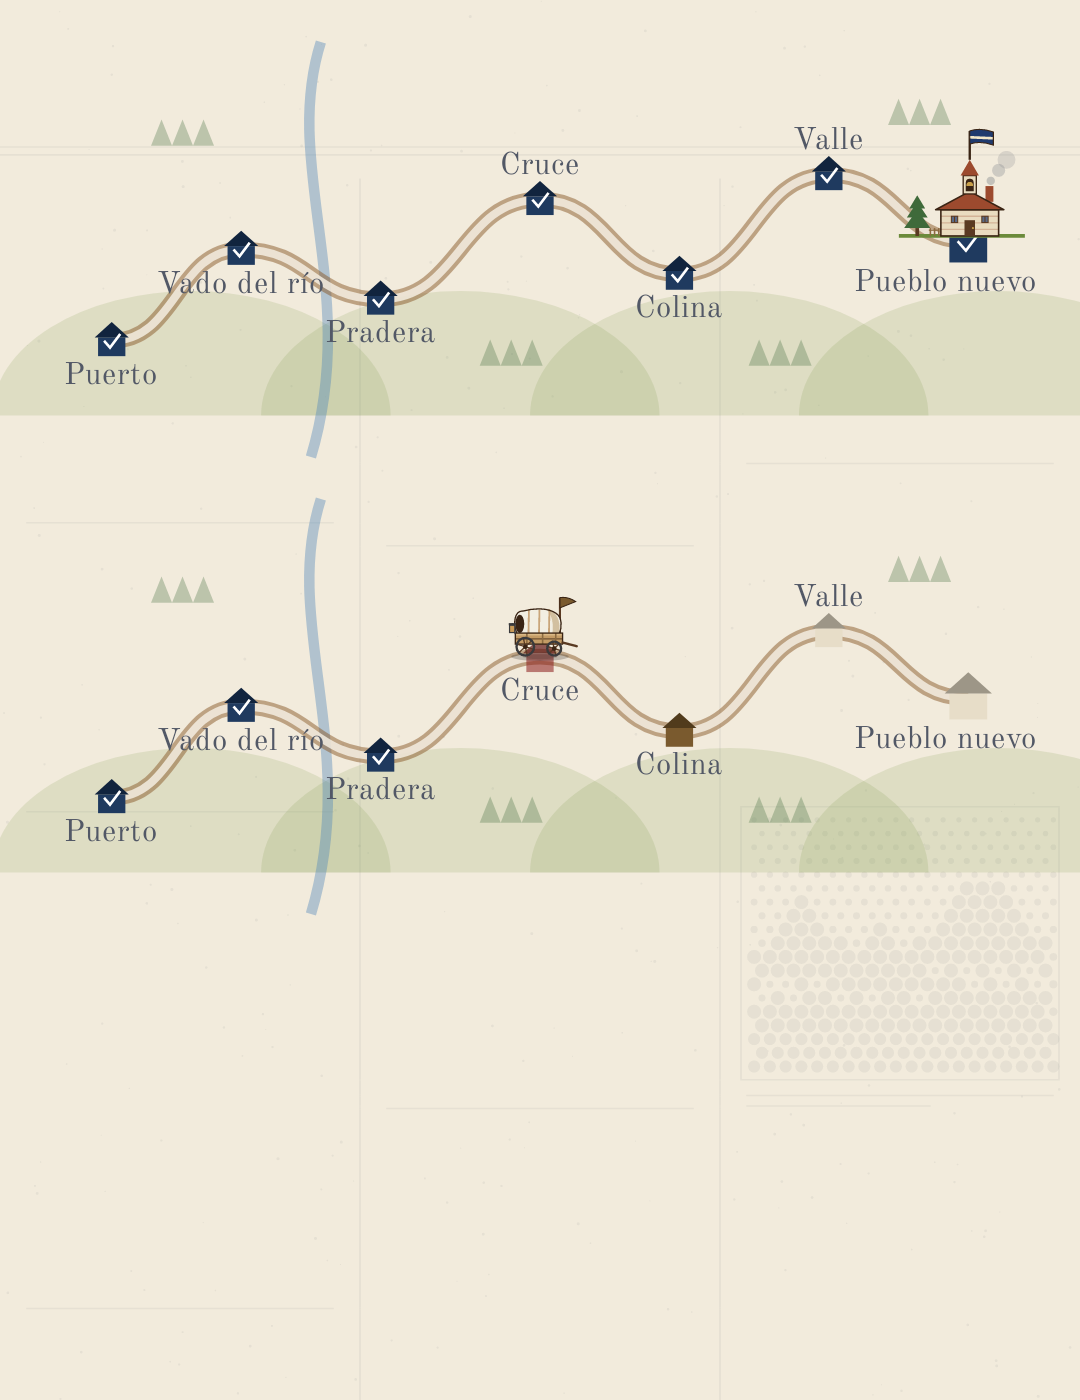 Valle
Cruce
Vado del río
Pueblo nuevo
Colina
Pradera
Puerto
Valle
Cruce
Vado del río
Pueblo nuevo
Colina
Pradera
Puerto